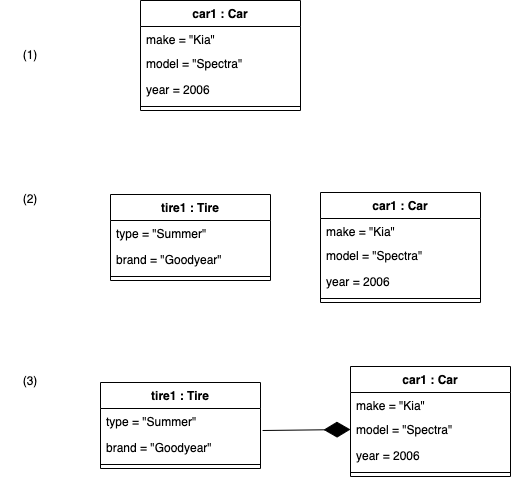 (1)
car1 : Car
make = "Kia"
model = "Spectra"
year = 2006
(2)
tire1 : Tire
type = "Summer"
brand = "Goodyear"
car1 : Car
make = "Kia"
model = "Spectra"
year = 2006
(3)
tire1 : Tire
type = "Summer"
brand = "Goodyear"
car1 : Car
make = "Kia"
model = "Spectra"
year = 2006